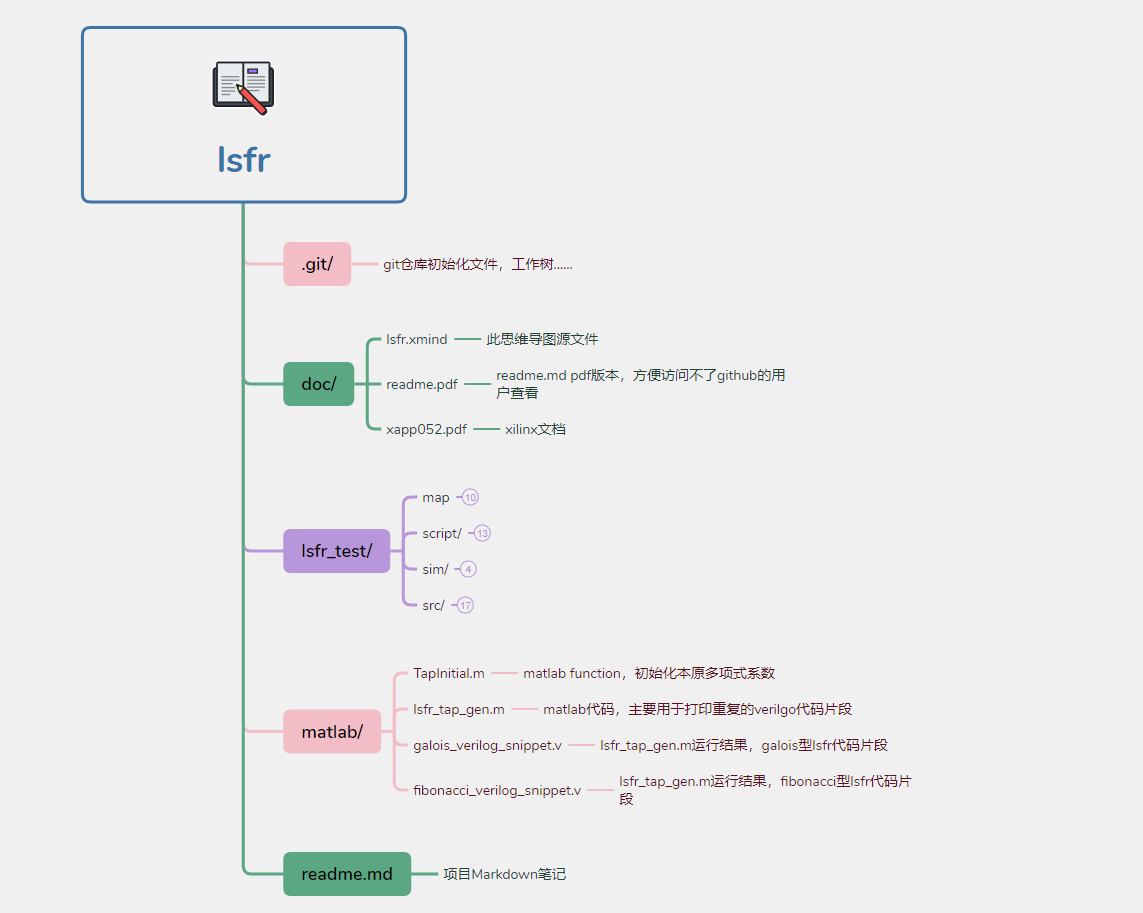 lsfr
.git/
git仓库初始化文件，工作树......
doc/
lsfr.xmind
此思维导图源文件
readme.pdf
readme.md pdf版本，方便访问不了github的用
户查看
xapp052.pdf
xilinx文档
lsfr_test/
map
10
script/
13
sim/
4
src/
17
matlab/
TapInitial.m
matlab function，初始化本原多项式系数
lsfr_tap_gen.m
matlab代码，主要用于打印重复的verilgo代码片段
galois_verilog_snippet.v
lsfr_tap_gen.m运行结果，galois型lsfr代码片段
fibonacci_verilog_snippet.v
lsfr_tap_gen.m运行结果，fibonacci型lsfr代码片
段
readme.md
项目Markdown笔记